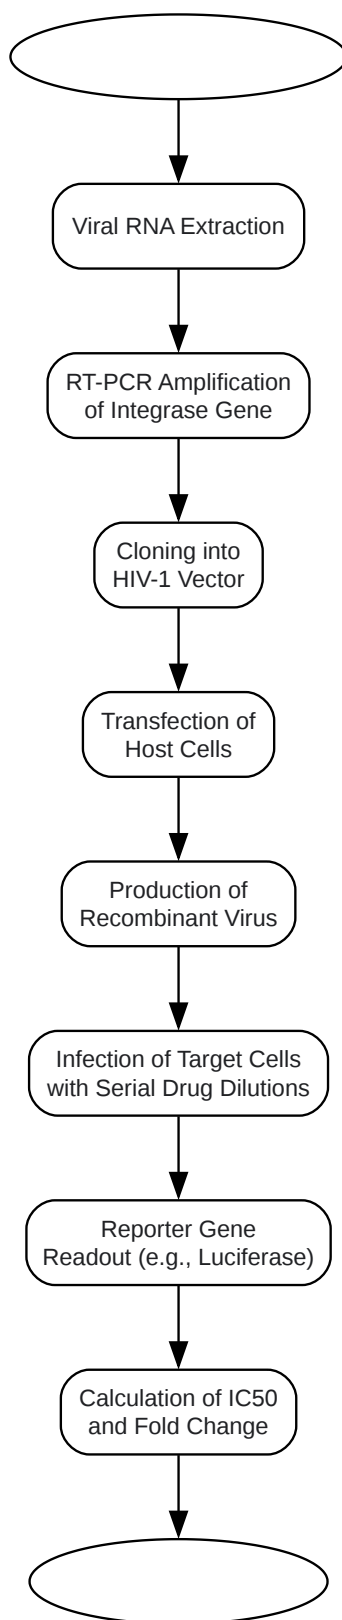 Viral RNA Extraction
RT-PCR Amplification
of Integrase Gene
Cloning into
HIV-1 Vector
Transfection of
Host Cells
Production of
Recombinant Virus
Infection of Target Cells
with Serial Drug Dilutions
Reporter Gene
Readout (e.g., Luciferase)
Calculation of IC50
and Fold Change